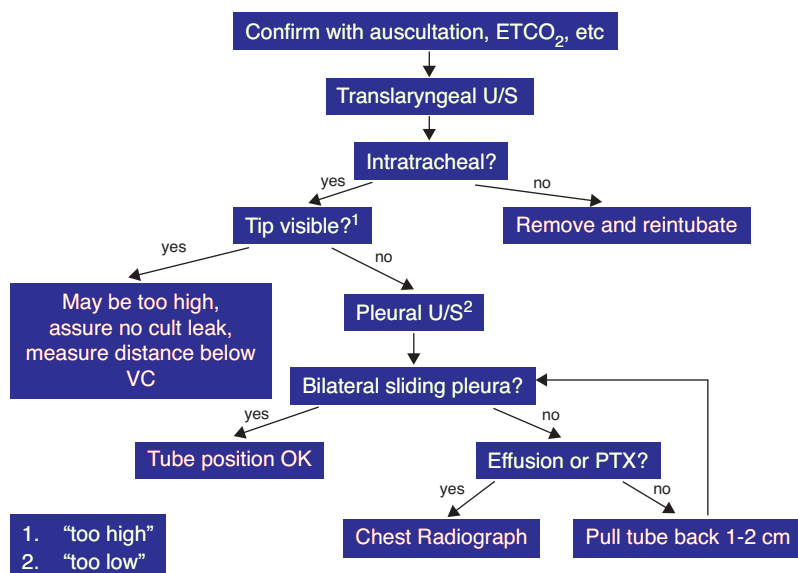 Confirm with auscultation, ETCO₂, etc
Translaryngeal U/S
Intratracheal?
yes
no
Tip visible?¹
Remove and reintubate
yes
no
May be too high,
assure no cult leak,
measure distance below
VC
Pleural U/S²
Bilateral sliding pleura?
yes
no
Tube position OK
Effusion or PTX?
yes
no
Chest Radiograph
Pull tube back 1-2 cm
1. “too high”
2. “too low”